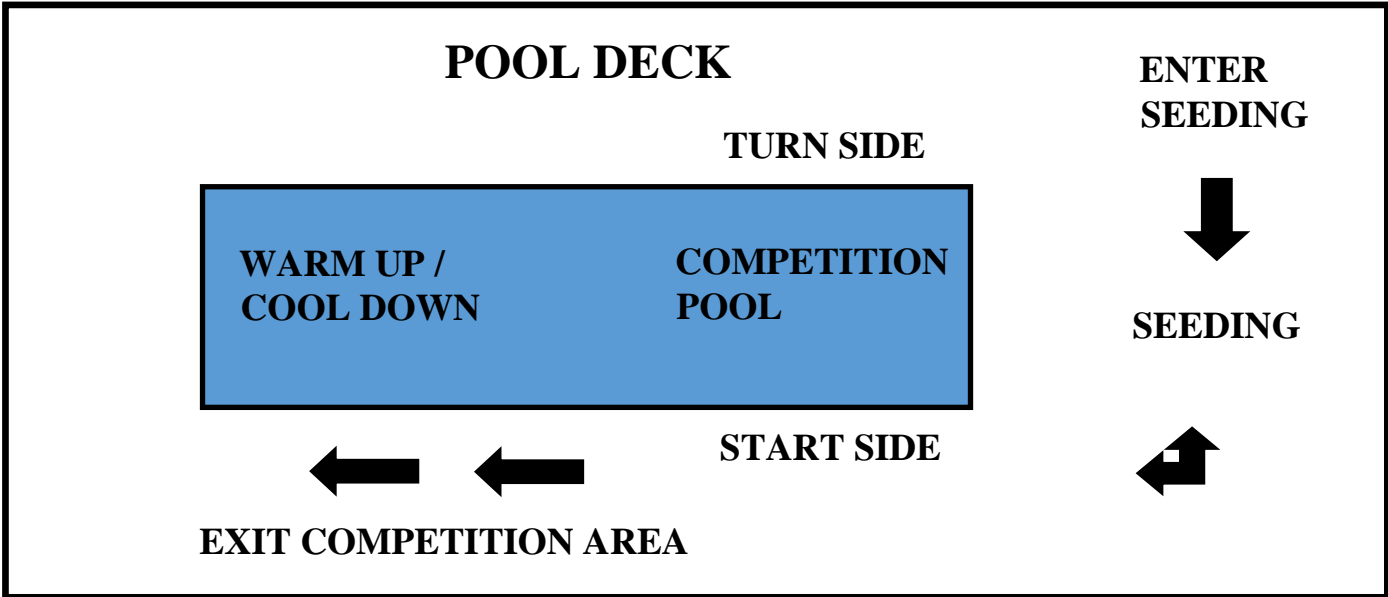 POOL DECK
ENTER
SEEDING
TURN SIDE
WARM UP /
COOL DOWN
COMPETITION
POOL
SEEDING
START SIDE
EXIT COMPETITION AREA